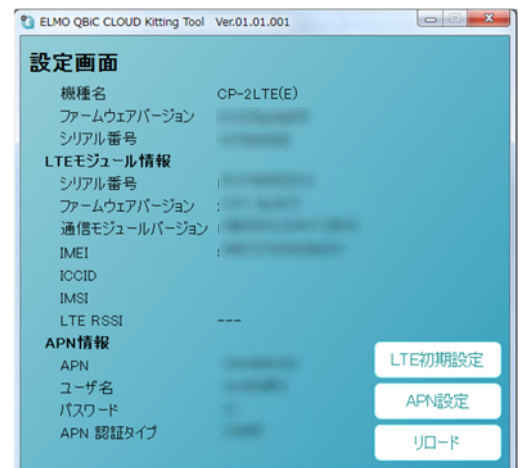 ELMO QBiC CLOUD Kitting Tool Ver.01.01.001
設定画面
機種名 CP-2LTE(E)
ファームウェアバージョン
シリアル番号
LTEモジュール情報
シリアル番号
ファームウェアバージョン
通信モジュールバージョン
IMEI
ICCID
IMSI
LTE RSSI ---
APN情報
APN
ユーザ名
パスワード
APN 認証タイプ
LTE初期設定
APN設定
リロード